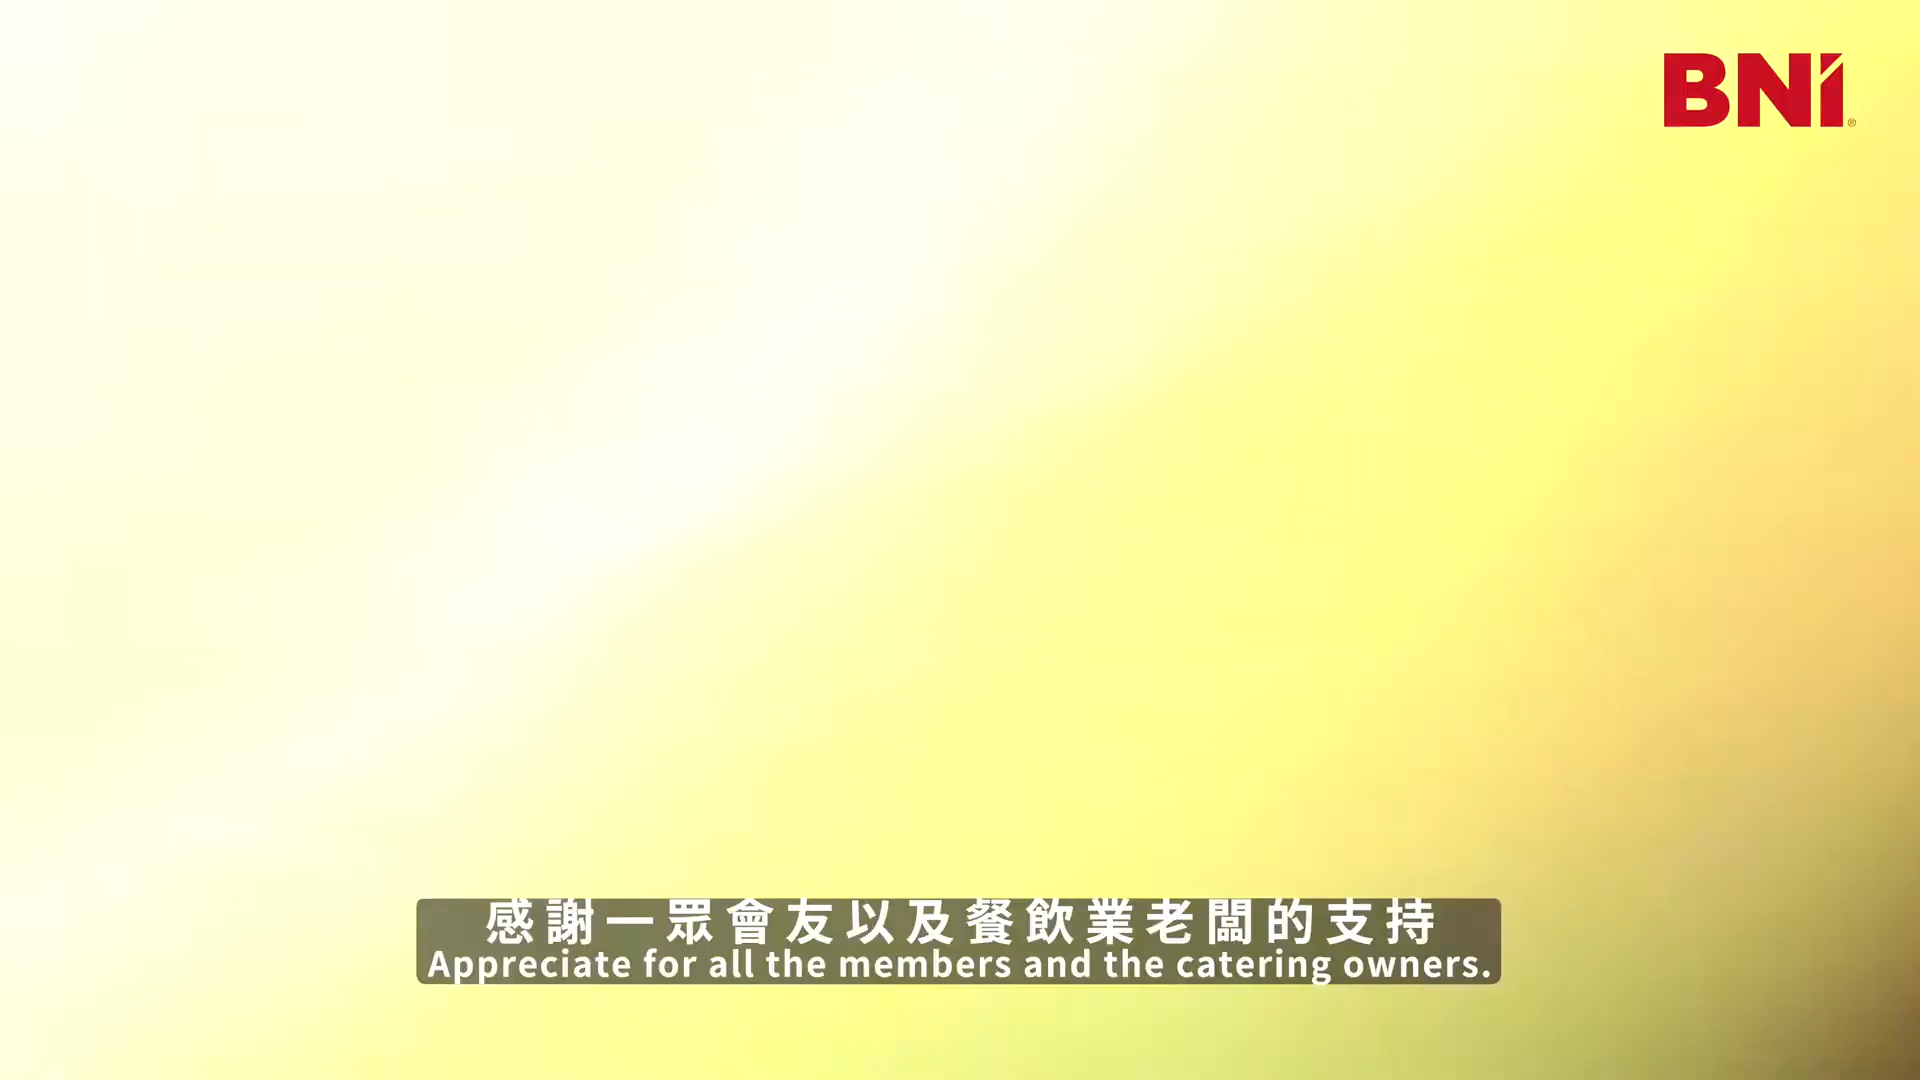 BNI®
感謝一眾會友以及餐飲業老闆的支持
Appreciate for all the members and the catering owners.